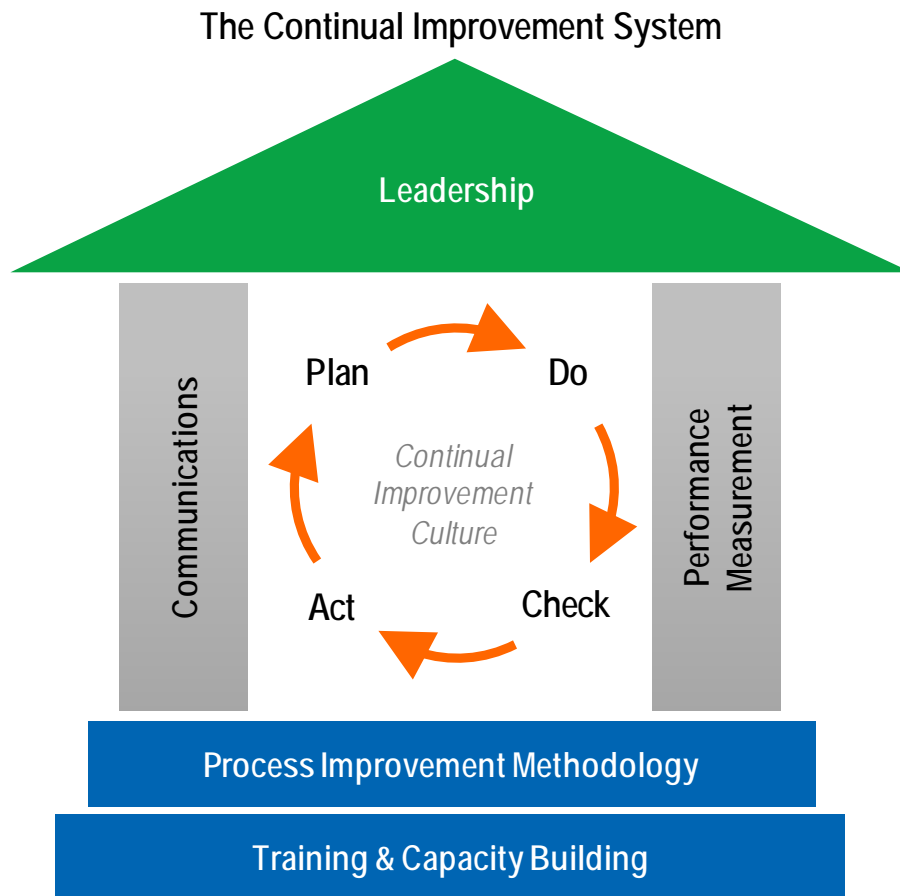 The Continual Improvement System
Leadership
Communications
Plan
Do
Continual
Improvement
Culture
Act
Check
Performance
Measurement
Process Improvement Methodology
Training & Capacity Building